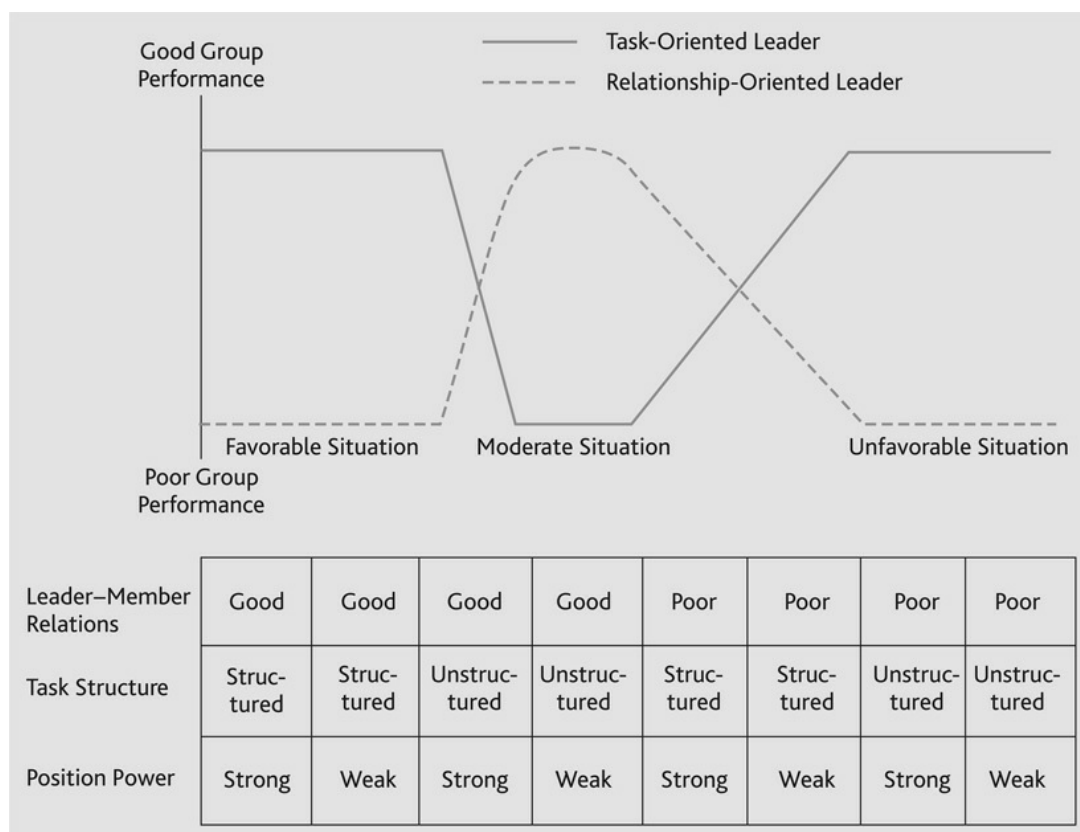 Good Group
Performance
Task-Oriented Leader
Relationship-Oriented Leader
Favorable Situation
Moderate Situation
Unfavorable Situation
Poor Group
Performance
Leader–Member
Relations
Good
Good
Good
Good
Poor
Poor
Poor
Poor
Task Structure
Struc-
tured
Struc-
tured
Unstruc-
tured
Unstruc-
tured
Struc-
tured
Struc-
tured
Unstruc-
tured
Unstruc-
tured
Position Power
Strong
Weak
Strong
Weak
Strong
Weak
Strong
Weak